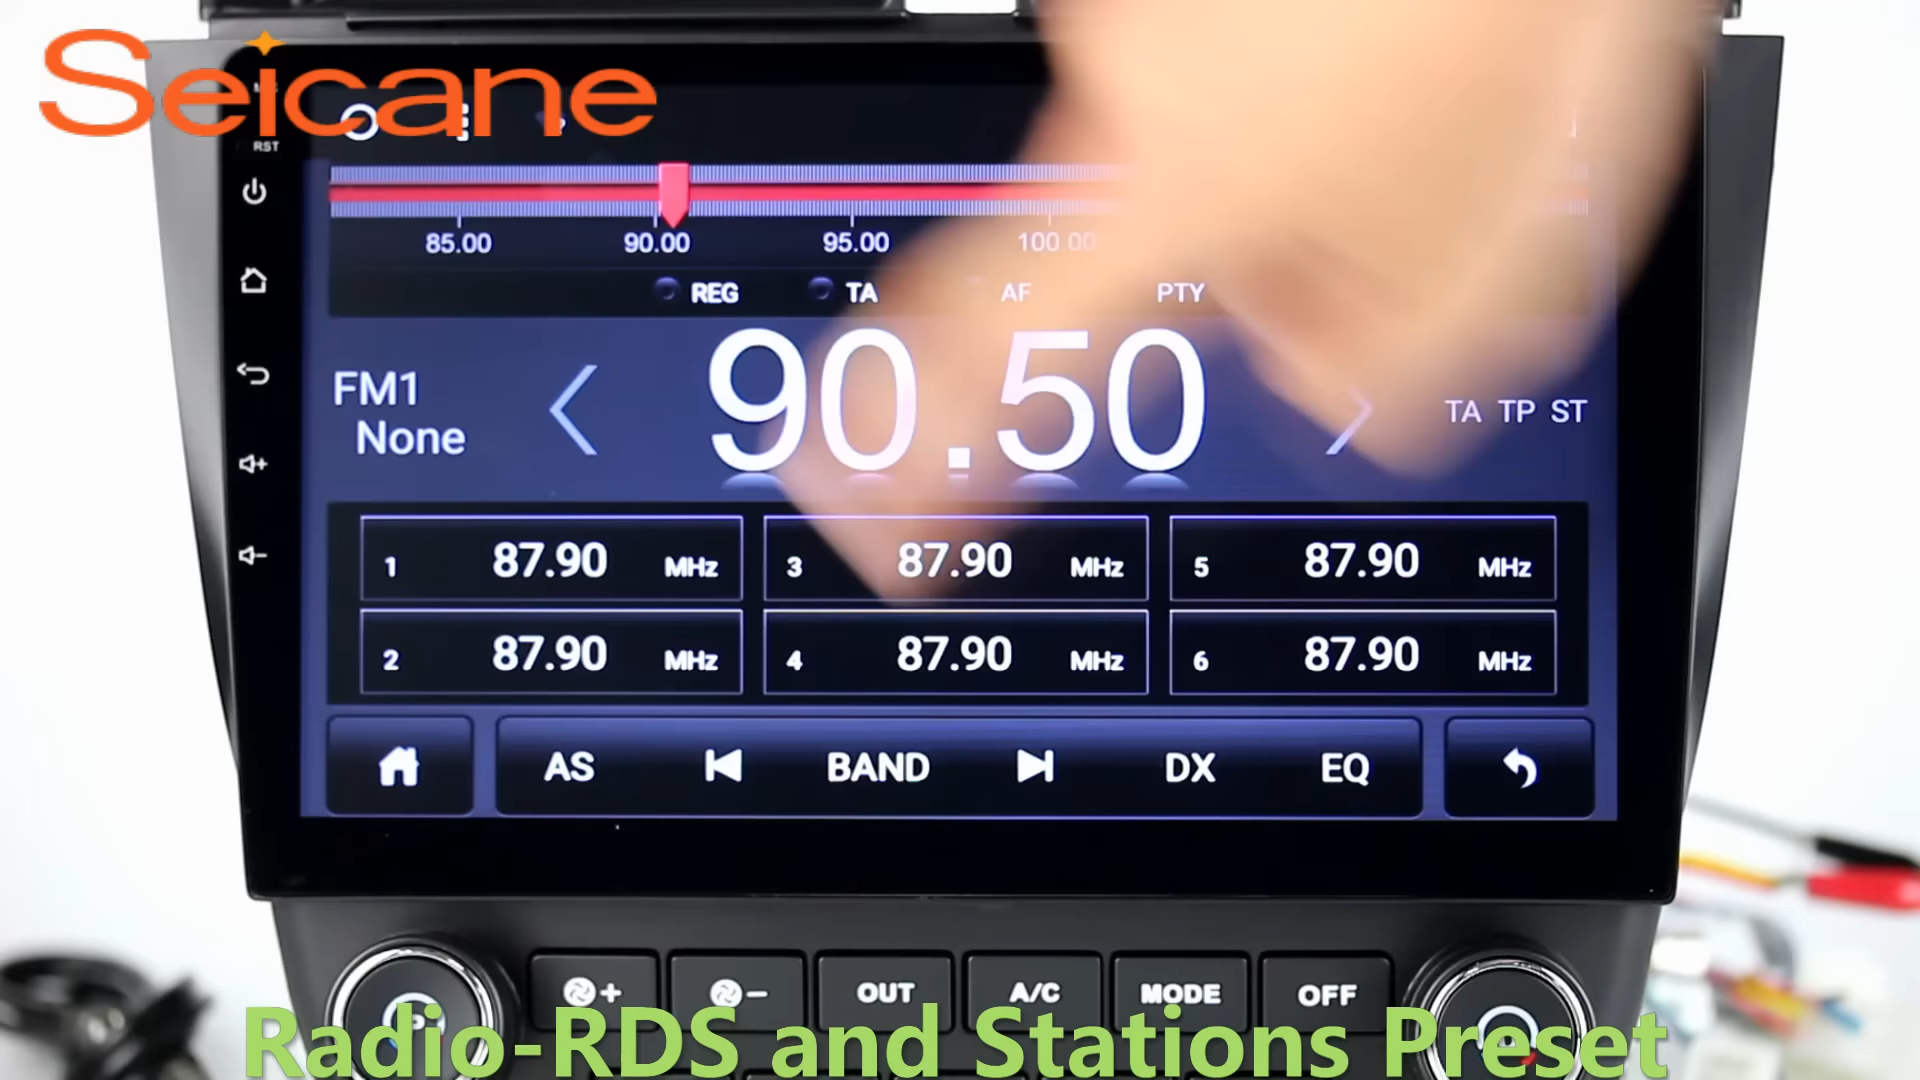 Seicane
RST
85.00 90.00 95.00 100.00
REG TA AF PTY
FM1
None
90.50
TA TP ST
1 87.90 MHz 3 87.90 MHz 5 87.90 MHz
2 87.90 MHz 4 87.90 MHz 6 87.90 MHz
AS BAND DX EQ
+ - OUT A/C MODE OFF
Radio-RDS and Stations Preset